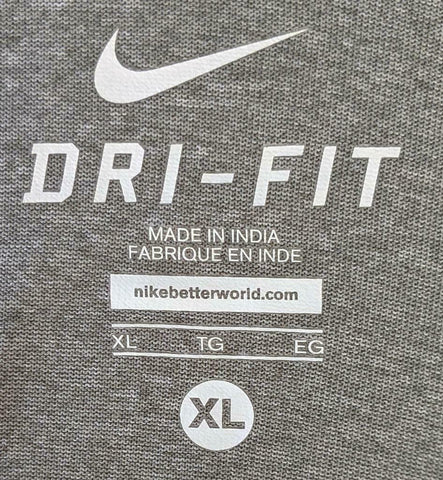 DRI-FIT
MADE IN INDIA
FABRIQUE EN INDE
nikebetterworld.com
XL TG EG
XL